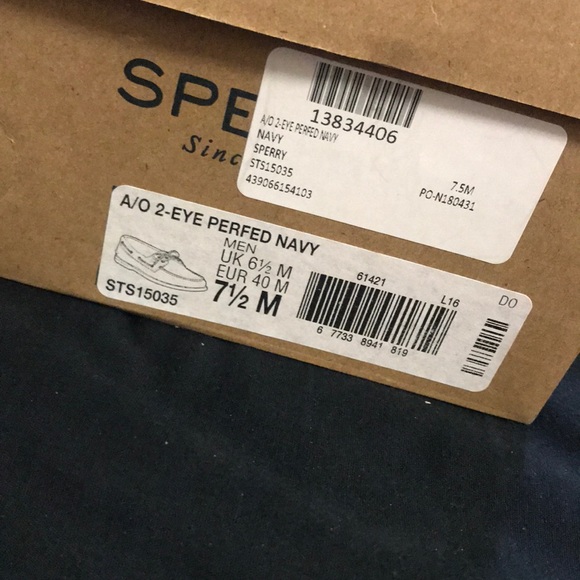 SPE
Sinc
13834406
A/O 2-EYE PERFED NAVY
NAVY
SPERRY
STS15035 7.5M
439066154103 PO-N180431
A/O 2-EYE PERFED NAVY
MEN
UK 6½ M
EUR 40 M
STS15035 7½ M
61421 L16 DO
6 7733 8941 819